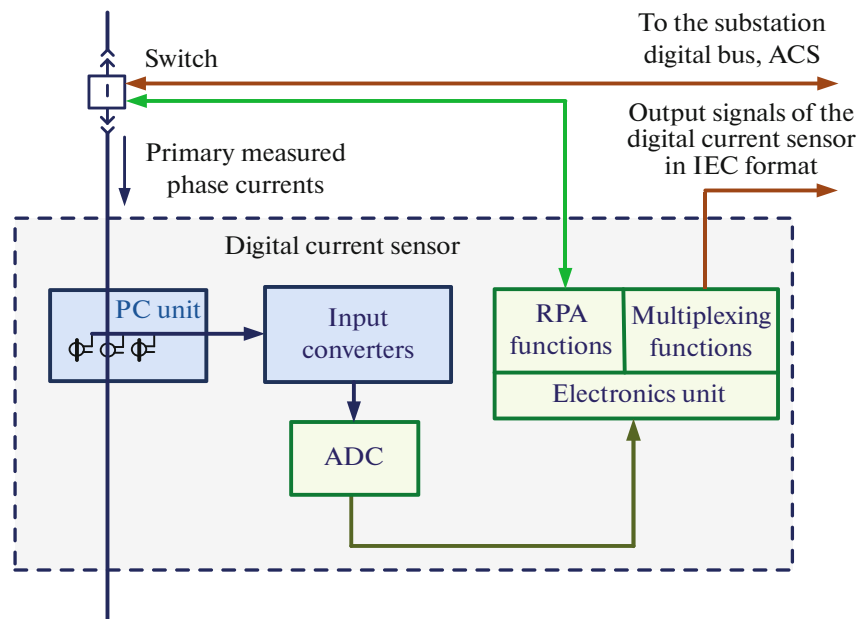 To the substation
digital bus, ACS
Switch
Output signals of the
digital current sensor
in IEC format
Primary measured
phase currents
Digital current sensor
PC unit
Input
converters
RPA
functions
Multiplexing
functions
Electronics unit
ADC